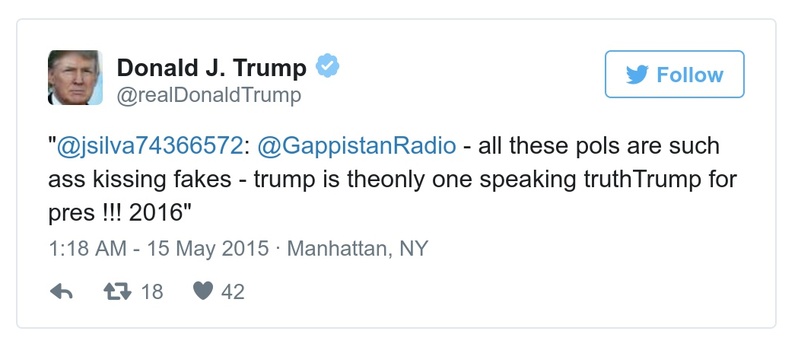 Donald J. Trump
@realDonaldTrump
Follow
"@jsilva74366572: @GappistanRadio - all these pols are such
ass kissing fakes - trump is theonly one speaking truthTrump for
pres !!! 2016"
1:18 AM - 15 May 2015 · Manhattan, NY
18 42